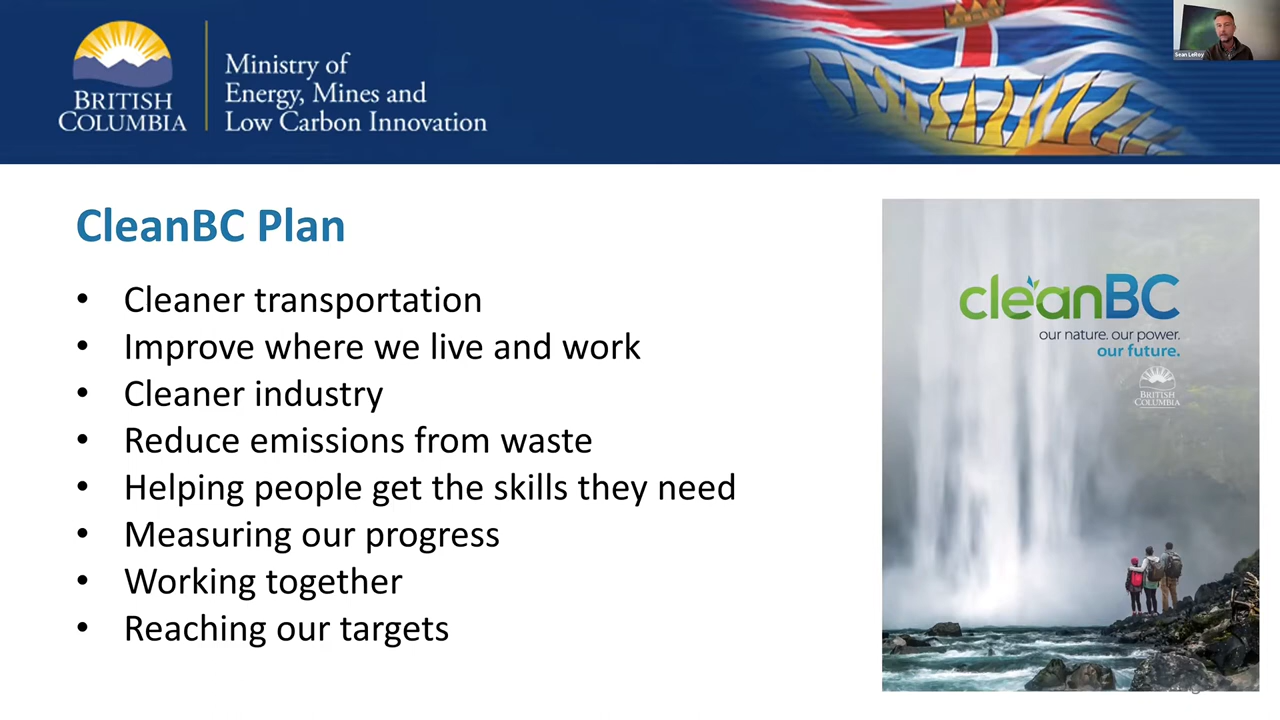 BRITISH
COLUMBIA
Ministry of
Energy, Mines and
Low Carbon Innovation
Sean LeRoy
CleanBC Plan
• Cleaner transportation
• Improve where we live and work
• Cleaner industry
• Reduce emissions from waste
• Helping people get the skills they need
• Measuring our progress
• Working together
• Reaching our targets
cleanBC
our nature. our power.
our future.
BRITISH
COLUMBIA